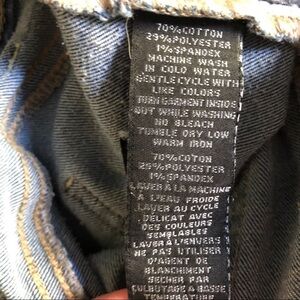 70%COTTON
29%POLYESTER
1%SPANDEX
MACHINE WASH
IN COLD WATER
GENTLE CYCLE WITH
LIKE COLORS
TURN GARMENT INSIDE
OUT WHILE WASHING
NO BLEACH
TUMBLE DRY LOW
WARM IRON
70%COTON
29%POLYESTER
1%SPANDEX
LAVER À LA MACHINE
À L'EAU FROIDE
LAVER AU CYCLE
DÉLICAT AVEC
DES COULEURS
SEMBLABLES
LAVER À L'ENVERS
NE PAS UTILISER
D'AGENT DE
BLANCHIMENT
SÉCHER PAR
CULBUTAGE À BASSE
TEMPÉRATURE